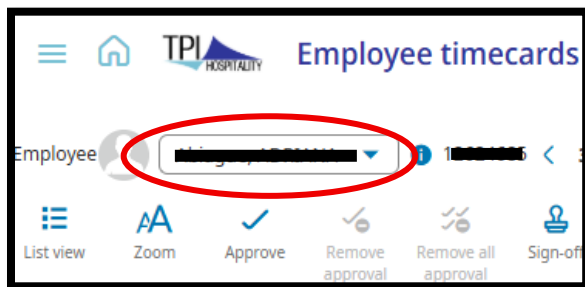 TPI HOSPITALITY Employee timecards
Employee
List view Zoom Approve Remove approval Remove all approval Sign-off